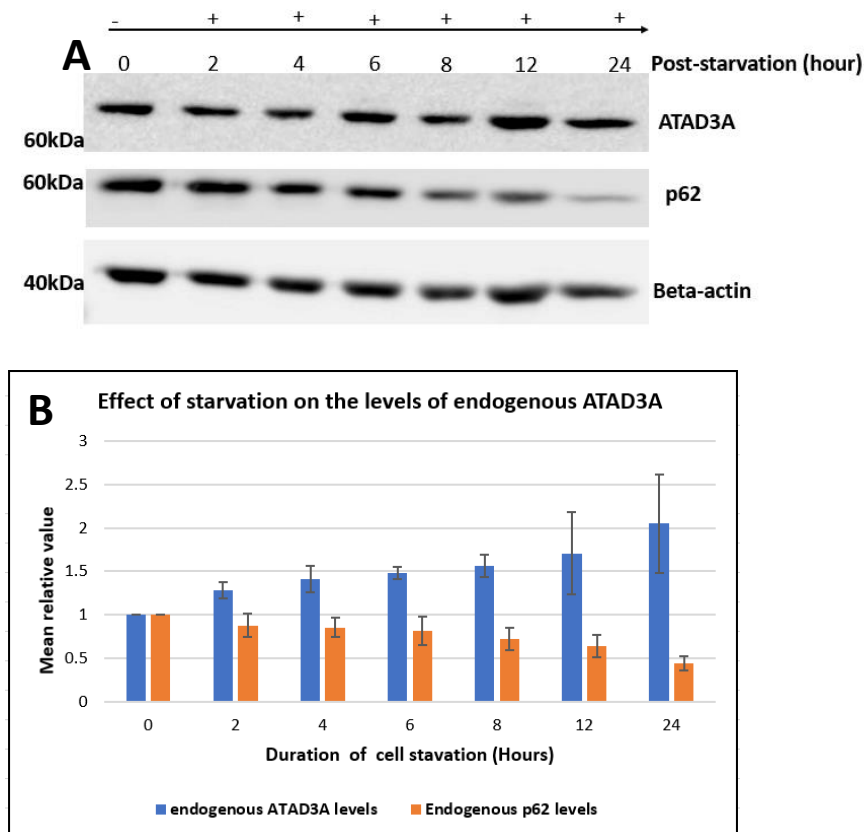 - + + + + + +
A
0 2 4 6 8 12 24 Post-starvation (hour)
ATAD3A
60kDa
60kDa
p62
40kDa
Beta-actin
B
Effect of starvation on the levels of endogenous ATAD3A
3
2.5
2
1.5
1
0.5
0
Mean relative value
0 2 4 6 8 12 24
Duration of cell stavation (Hours)
endogenous ATAD3A levels Endogenous p62 levels